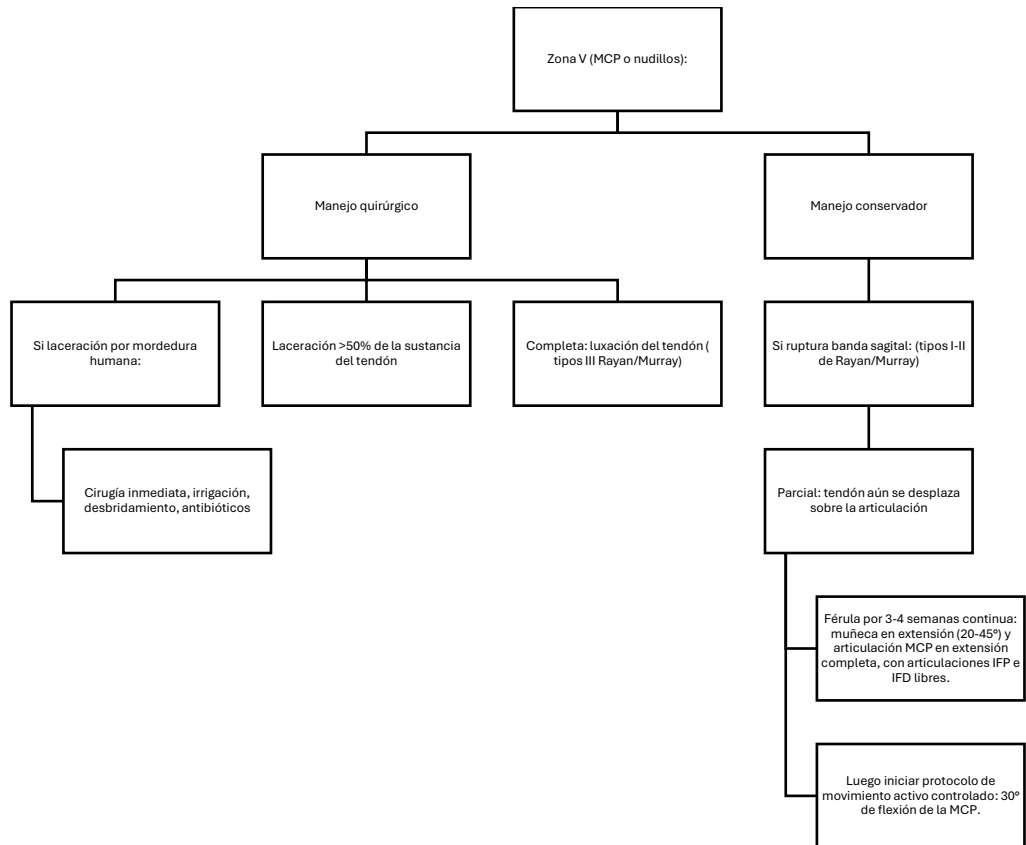 Zona V (MCP o nudillos):
Manejo quirúrgico
Manejo conservador
Si laceración por mordedura
humana:
Laceración >50% de la sustancia
del tendón
Completa: luxación del tendón (
tipos III Rayan/Murray)
Si ruptura banda sagital: (tipos I-II
de Rayan/Murray)
Cirugía inmediata, irrigación,
desbridamiento, antibióticos
Parcial: tendón aún se desplaza
sobre la articulación
Férula por 3-4 semanas continua:
muñeca en extensión (20-45º) y
articulación MCP en extensión
completa, con articulaciones IFP e
IFD libres.
Luego iniciar protocolo de
movimiento activo controlado: 30º
de flexión de la MCP.